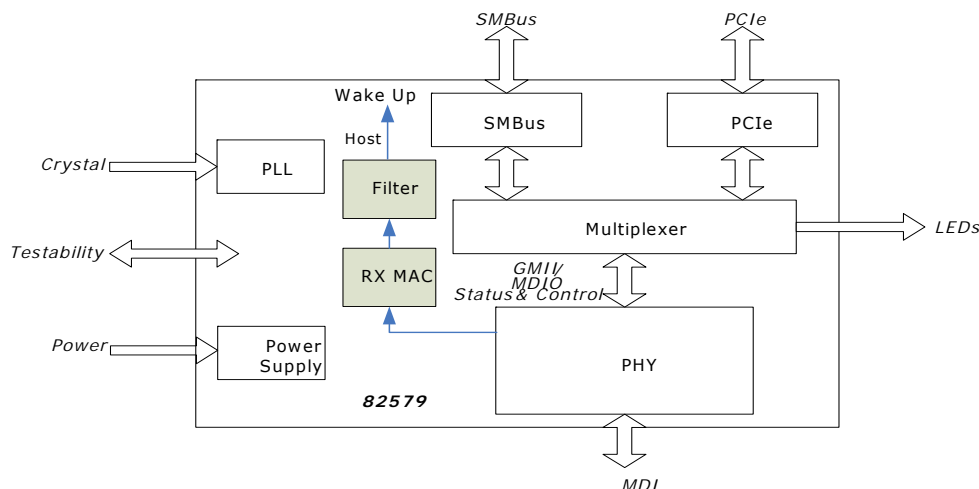 SMBus
PCIe
Wake Up
SMBus
PCIe
Host
Crystal
PLL
Filter
Multiplexer
LEDs
Testability
RX MAC
GMII/
MDIO
Status & Control
Power
Power
Supply
PHY
82579
MDI